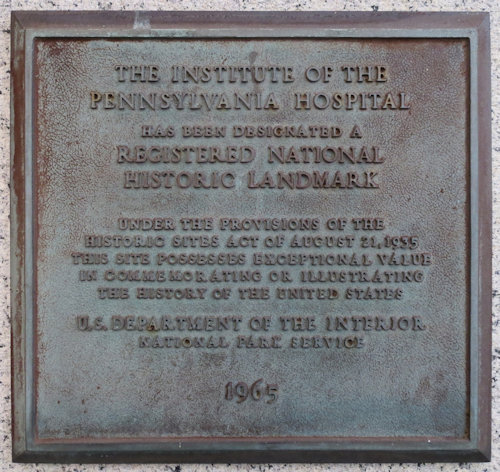 THE INSTITUTE OF THE
PENNSYLVANIA HOSPITAL
HAS BEEN DESIGNATED A
REGISTERED NATIONAL
HISTORIC LANDMARK
UNDER THE PROVISIONS OF THE
HISTORIC SITES ACT OF AUGUST 21, 1935
THIS SITE POSSESSES EXCEPTIONAL VALUE
IN COMMEMORATING OR ILLUSTRATING
THE HISTORY OF THE UNITED STATES
U.S. DEPARTMENT OF THE INTERIOR
NATIONAL PARK SERVICE
1965